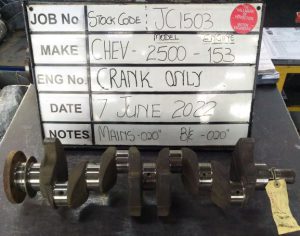 JOB No STOCK CODE: JC1503
MODEL ENGINE
MAKE CHEV - 2500 - 153
ENG No. CRANK ONLY
DATE 7 JUNE 2022
NOTES MAINS -020" B/E -020"